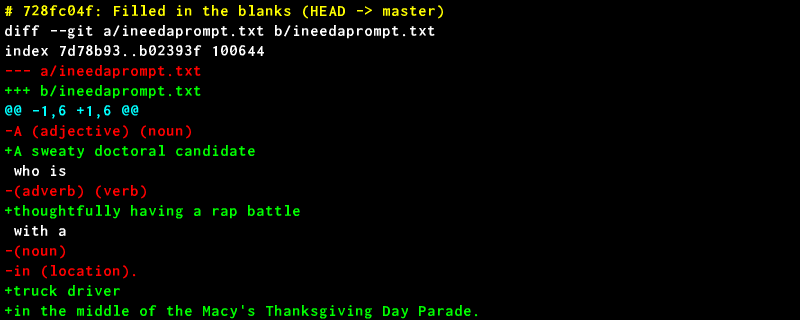 # 728fc04f: Filled in the blanks (HEAD -> master)
diff --git a/ineedaprompt.txt b/ineedaprompt.txt
index 7d78b93..b02393f 100644
--- a/ineedaprompt.txt
+++ b/ineedaprompt.txt
@@ -1,6 +1,6 @@
-A (adjective) (noun)
+A sweaty doctoral candidate
 who is
-(adverb) (verb)
+thoughtfully having a rap battle
 with a
-(noun)
-in (location).
+truck driver
+in the middle of the Macy's Thanksgiving Day Parade.